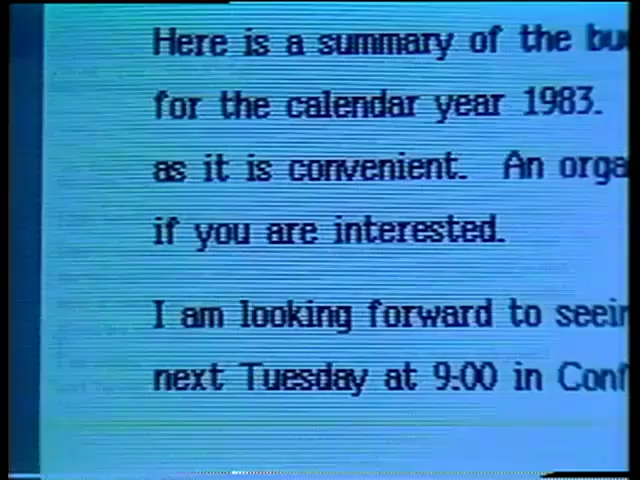 Here is a summary of the bu
for the calendar year 1983.
as it is convenient. An orga
if you are interested.
I am looking forward to seein
next Tuesday at 9:00 in Conf